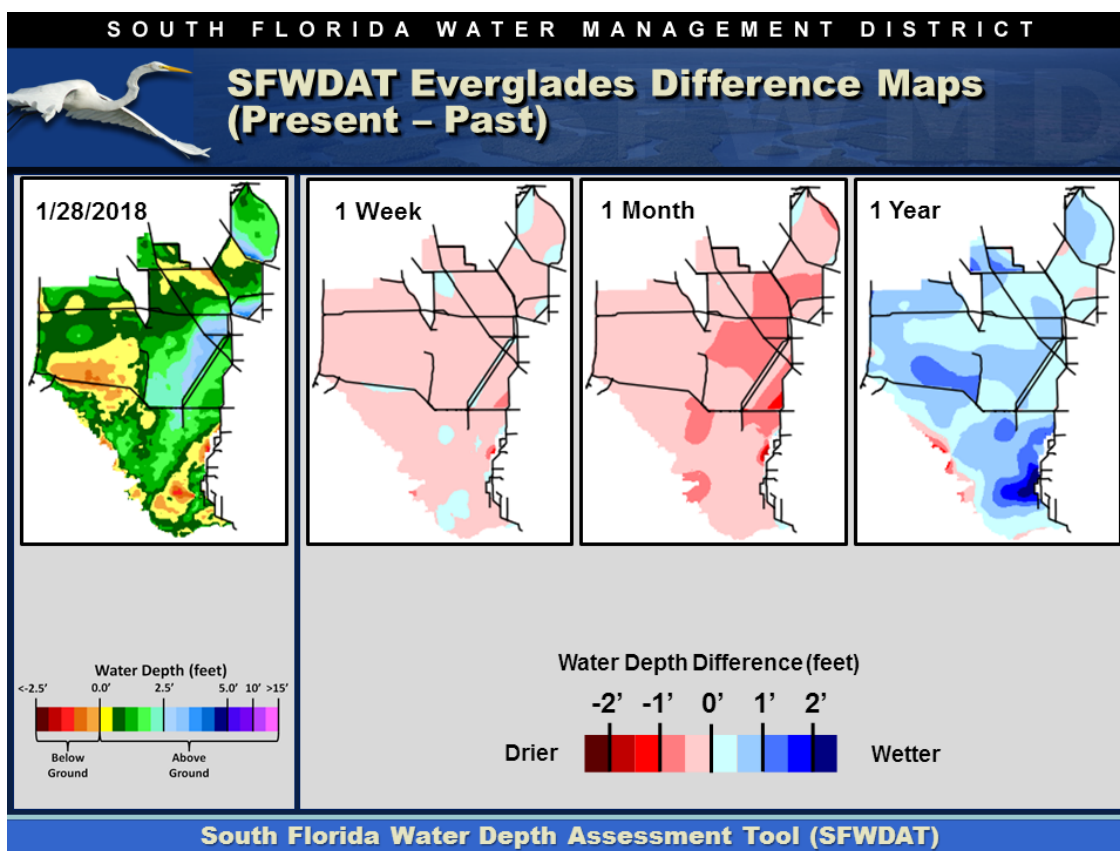 SOUTH FLORIDA WATER MANAGEMENT DISTRICT
SFWDAT Everglades Difference Maps
(Present – Past)
SFWMD
1/28/2018
1 Week
1 Month
1 Year
Water Depth (feet)
<-2.5' 0.0' 2.5' 5.0' 10' >15'
Below
Ground
Above
Ground
Water Depth Difference (feet)
-2' -1' 0' 1' 2'
Drier
Wetter
South Florida Water Depth Assessment Tool (SFWDAT)